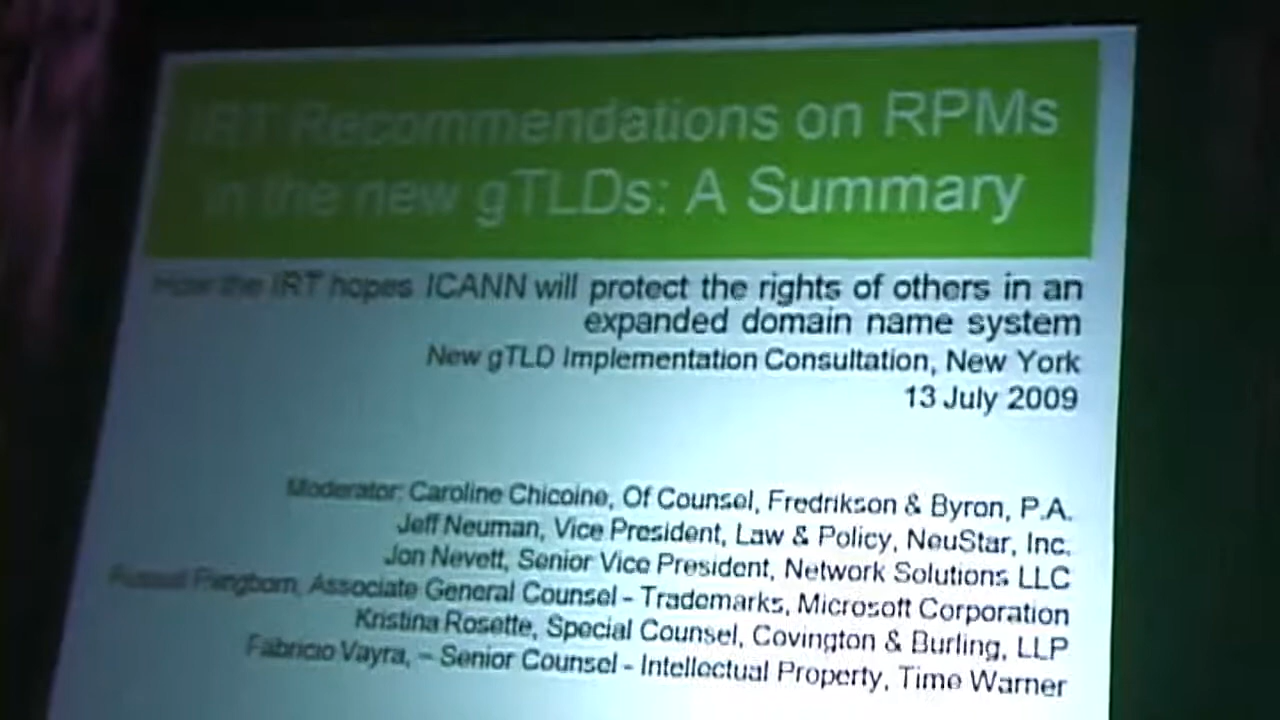 IRT Recommendations on RPMs
in the new gTLDs: A Summary
How the IRT hopes ICANN will protect the rights of others in an
expanded domain name system
New gTLD Implementation Consultation, New York
13 July 2009
Moderator: Caroline Chicoine, Of Counsel, Fredrikson & Byron, P.A.
Jeff Neuman, Vice President, Law & Policy, NeuStar, Inc.
Jon Nevett, Senior Vice President, Network Solutions LLC
Russell Pangborn, Associate General Counsel - Trademarks, Microsoft Corporation
Kristina Rosette, Special Counsel, Covington & Burling, LLP
Fabricio Vayra, – Senior Counsel - Intellectual Property, Time Warner